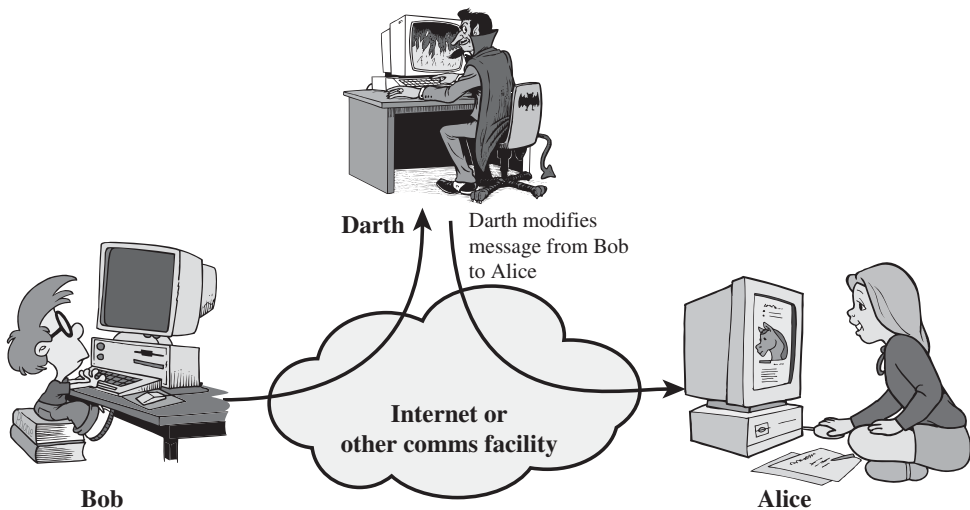 Darth
Darth modifies
message from Bob
to Alice
Internet or
other comms facility
Bob
Alice